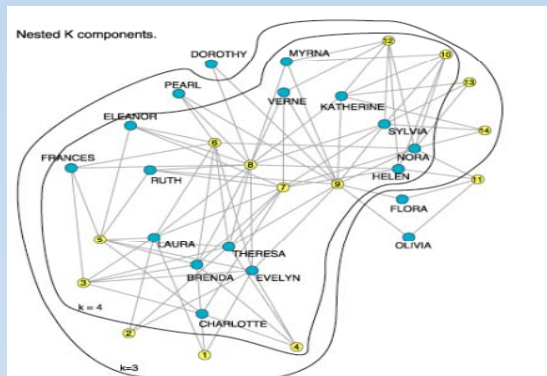 Nested K components.
DOROTHY
MYRNA
12
10
PEARL
VERNE
KATHERINE
13
ELEANOR
SYLVIA
14
6
FRANCES
8
NORA
RUTH
7
9
HELEN
11
FLORA
5
LAURA
THERESA
OLIVIA
3
BRENDA
EVELYN
k = 4
CHARLOTTE
2
1
4
k=3